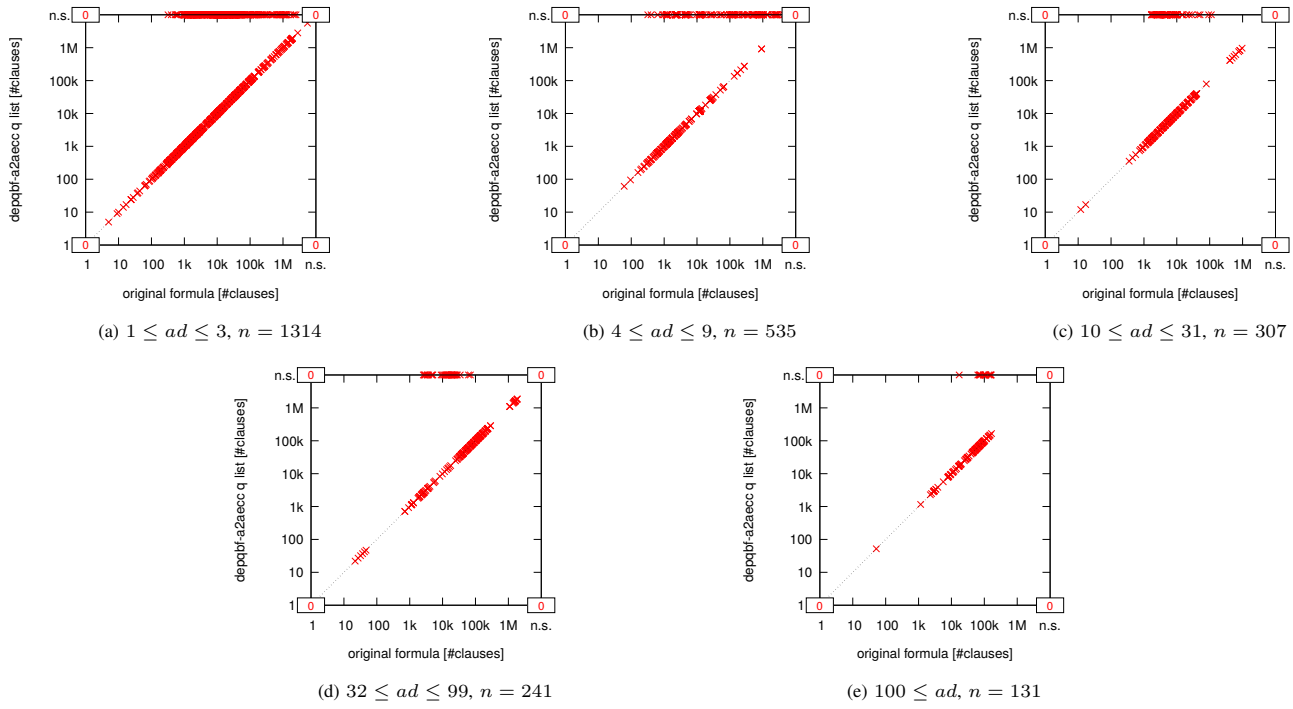 n.s. 0 0
1M
100k
10k
1k
100
10
1
0 0
1 10 100 1k 10k 100k 1M n.s.
depqbf-a2aecc q list [#clauses]
original formula [#clauses]
(a) 1 ≤ ad ≤ 3, n = 1314
n.s. 0 0
1M
100k
10k
1k
100
10
1
0 0
1 10 100 1k 10k 100k 1M n.s.
depqbf-a2aecc q list [#clauses]
original formula [#clauses]
(b) 4 ≤ ad ≤ 9, n = 535
n.s. 0 0
1M
100k
10k
1k
100
10
1
0 0
1 10 100 1k 10k 100k 1M n.s.
depqbf-a2aecc q list [#clauses]
original formula [#clauses]
(c) 10 ≤ ad ≤ 31, n = 307
n.s. 0 0
1M
100k
10k
1k
100
10
1
0 0
1 10 100 1k 10k 100k 1M n.s.
depqbf-a2aecc q list [#clauses]
original formula [#clauses]
(d) 32 ≤ ad ≤ 99, n = 241
n.s. 0 0
1M
100k
10k
1k
100
10
1
0 0
1 10 100 1k 10k 100k 1M n.s.
depqbf-a2aecc q list [#clauses]
original formula [#clauses]
(e) 100 ≤ ad, n = 131